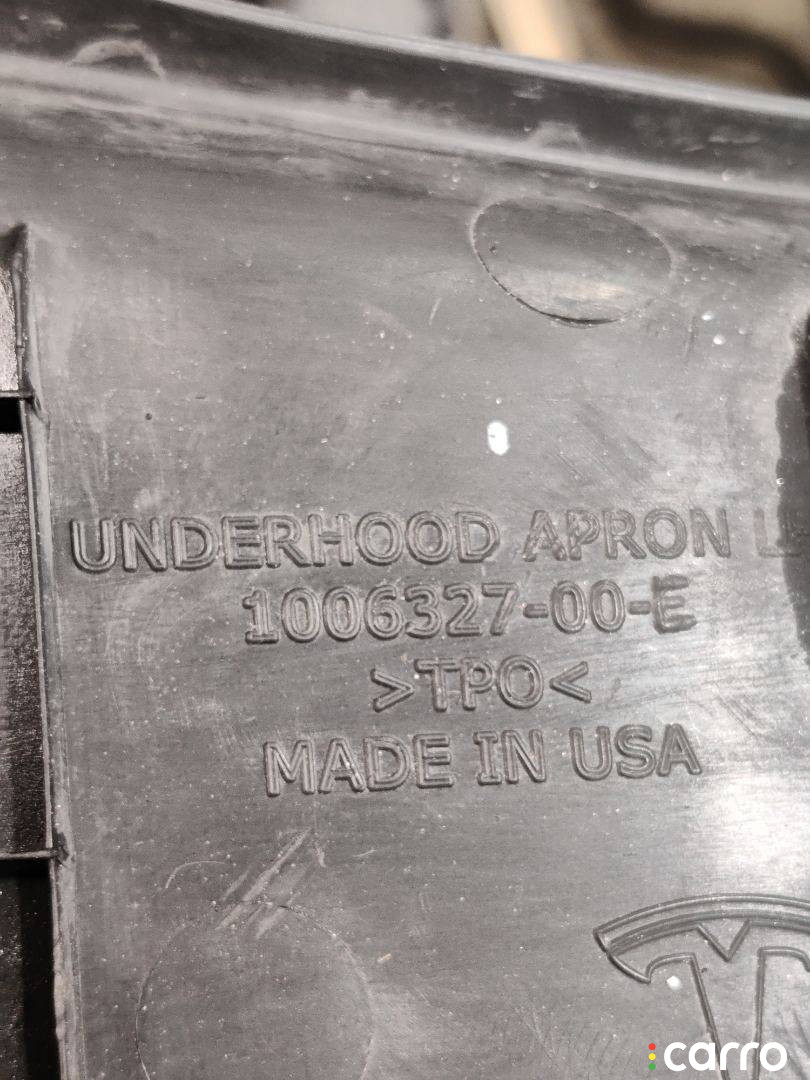 UNDERHOOD APRON
1006327-00-E
>TPO<
MADE IN USA
carro